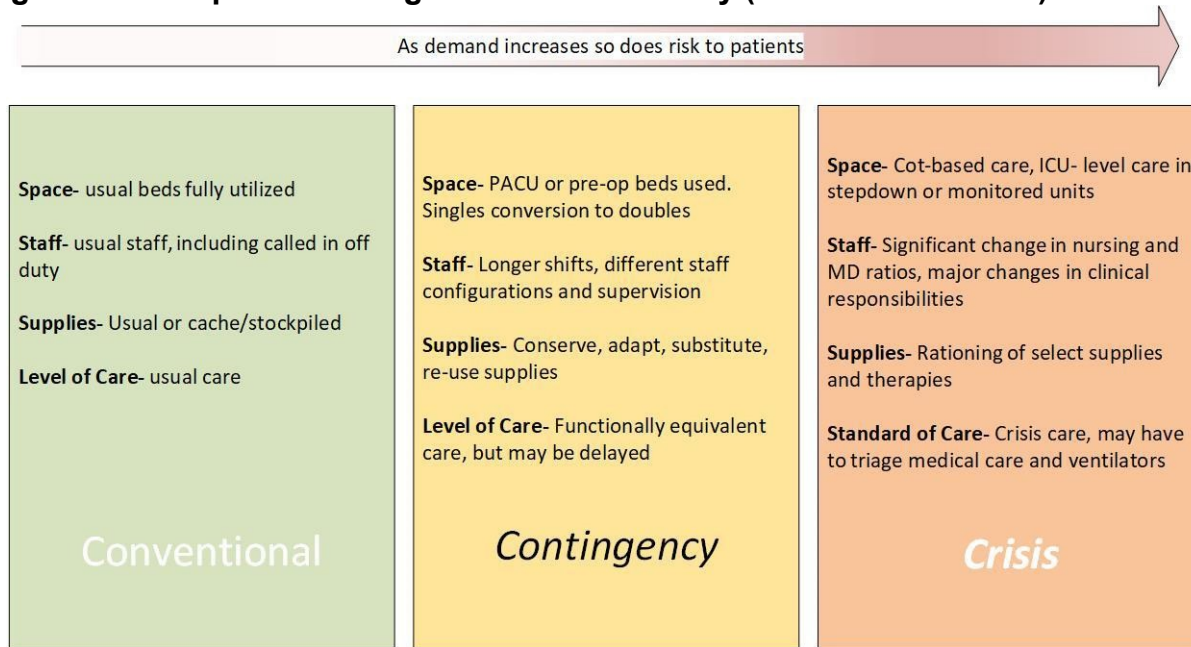 As demand increases so does risk to patients
Space- usual beds fully utilized
Staff- usual staff, including called in off
duty
Supplies- Usual or cache/stockpiled
Level of Care- usual care
Conventional
Space- PACU or pre-op beds used.
Singles conversion to doubles
Staff- Longer shifts, different staff
configurations and supervision
Supplies- Conserve, adapt, substitute,
re-use supplies
Level of Care- Functionally equivalent
care, but may be delayed
Contingency
Space- Cot-based care, ICU- level care in
stepdown or monitored units
Staff- Significant change in nursing and
MD ratios, major changes in clinical
responsibilities
Supplies- Rationing of select supplies
and therapies
Standard of Care- Crisis care, may have
to triage medical care and ventilators
Crisis